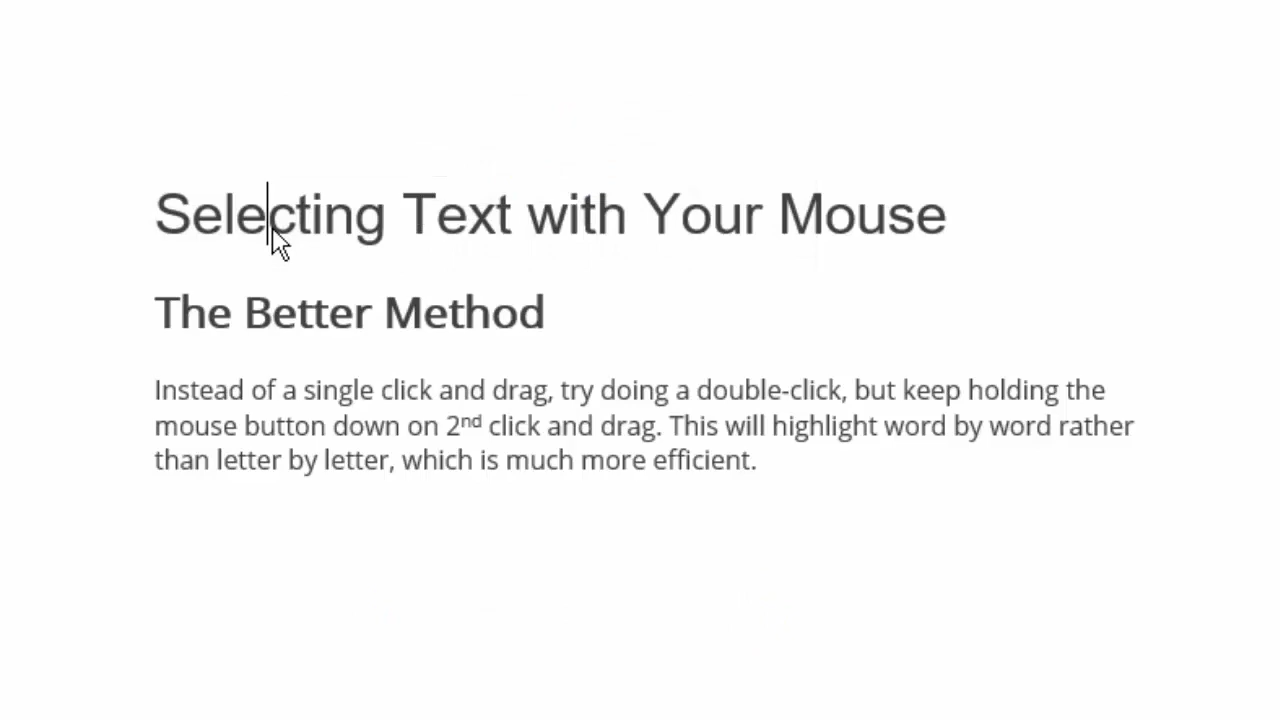 Selecting Text with Your Mouse
The Better Method
Instead of a single click and drag, try doing a double-click, but keep holding the
mouse button down on 2nd click and drag. This will highlight word by word rather
than letter by letter, which is much more efficient.